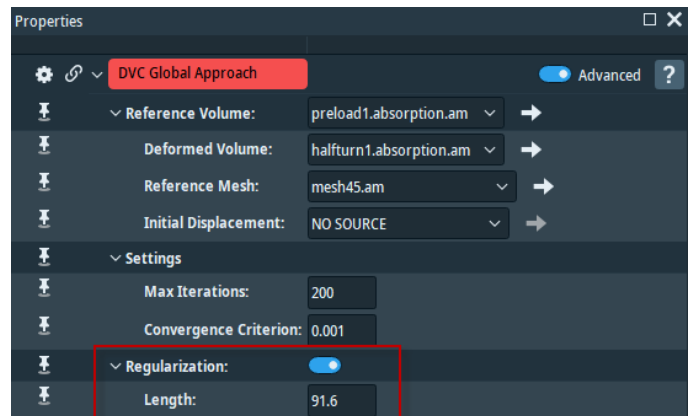 Properties
DVC Global Approach Advanced ?
Reference Volume: preload1.absorption.am
Deformed Volume: halfturn1.absorption.am
Reference Mesh: mesh45.am
Initial Displacement: NO SOURCE
Settings
Max Iterations: 200
Convergence Criterion: 0.001
Regularization:
Length: 91.6